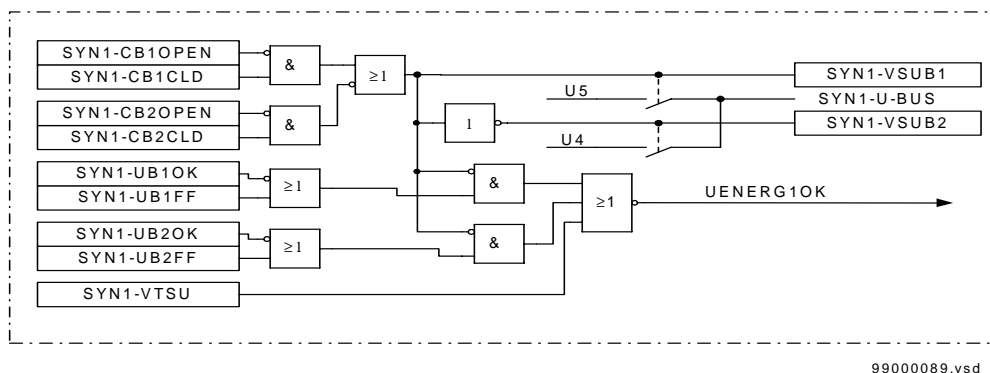 SYN1-CB1OPEN
SYN1-CB1CLD
&
≥1
SYN1-CB2OPEN
SYN1-CB2CLD
&
SYN1-VSUB1
U5
SYN1-U-BUS
1
SYN1-VSUB2
U4
SYN1-UB1OK
SYN1-UB1FF
≥1
&
≥1
UENERG1OK
SYN1-UB2OK
SYN1-UB2FF
≥1
&
SYN1-VTSU
99000089.vsd